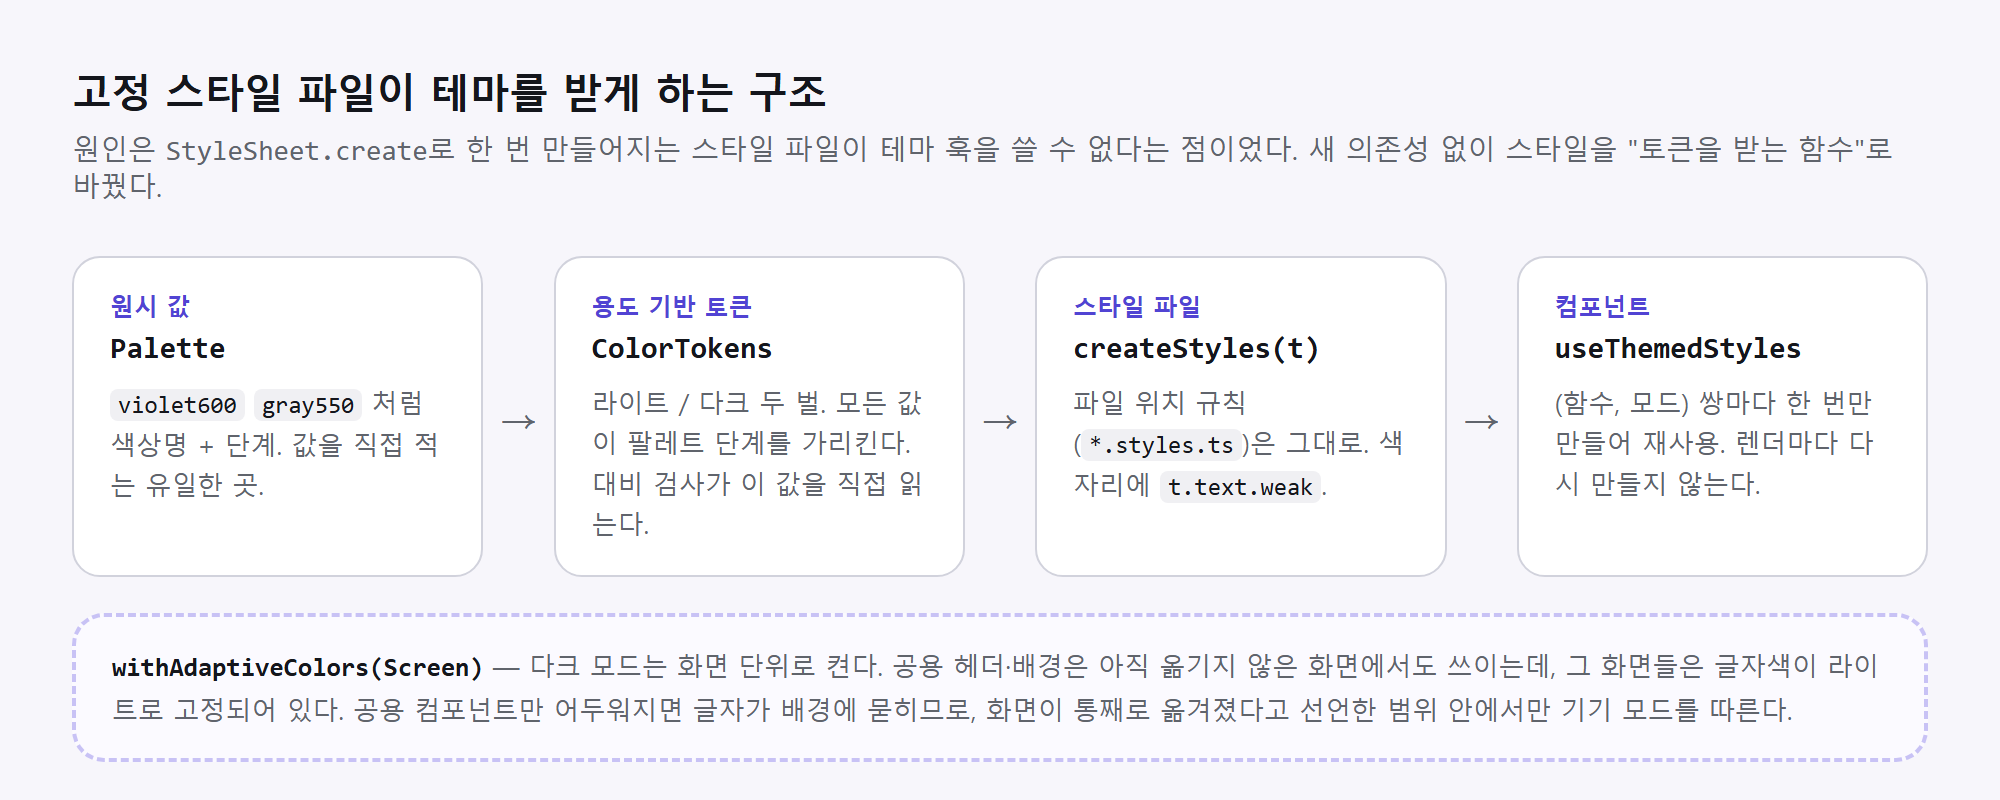 고정 스타일 파일이 테마를 받게 하는 구조
원인은 StyleSheet.create로 한 번 만들어지는 스타일 파일이 테마 훅을 쓸 수 없다는 점이었다. 새 의존성 없이 스타일을 "토큰을 받는 함수"로
바꿨다.
원시 값
Palette
violet600 gray550 처럼
색상명 + 단계. 값을 직접 적
는 유일한 곳.
→
용도 기반 토큰
ColorTokens
라이트 / 다크 두 벌. 모든 값
이 팔레트 단계를 가리킨다.
대비 검사가 이 값을 직접 읽
는다.
→
스타일 파일
createStyles(t)
파일 위치 규칙
(*.styles.ts)은 그대로. 색
자리에 t.text.weak.
→
컴포넌트
useThemedStyles
(함수, 모드) 쌍마다 한 번만
만들어 재사용. 렌더마다 다
시 만들지 않는다.
withAdaptiveColors(Screen) — 다크 모드는 화면 단위로 켠다. 공용 헤더·배경은 아직 옮기지 않은 화면에서도 쓰이는데, 그 화면들은 글자색이 라이
트로 고정되어 있다. 공용 컴포넌트만 어두워지면 글자가 배경에 묻히므로, 화면이 통째로 옮겨졌다고 선언한 범위 안에서만 기기 모드를 따른다.